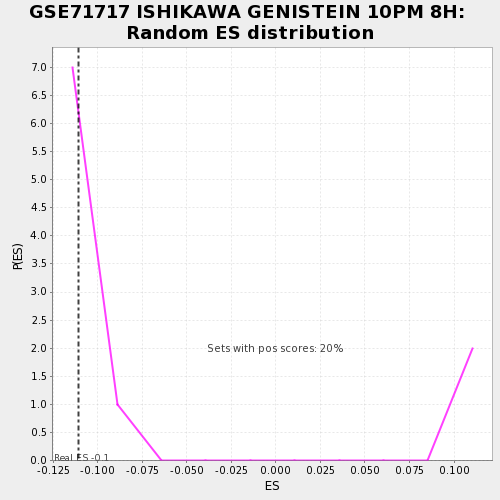 GSE71717 ISHIKAWA GENISTEIN 10PM 8H:
Random ES distribution
7.0
6.5
6.0
5.5
5.0
4.5
4.0
3.5
3.0
2.5
2.0
1.5
1.0
0.5
0.0
P(ES)
Sets with pos scores: 20%
Real ES -0.1
-0.125 -0.100 -0.075 -0.050 -0.025 0.000 0.025 0.050 0.075 0.100
ES